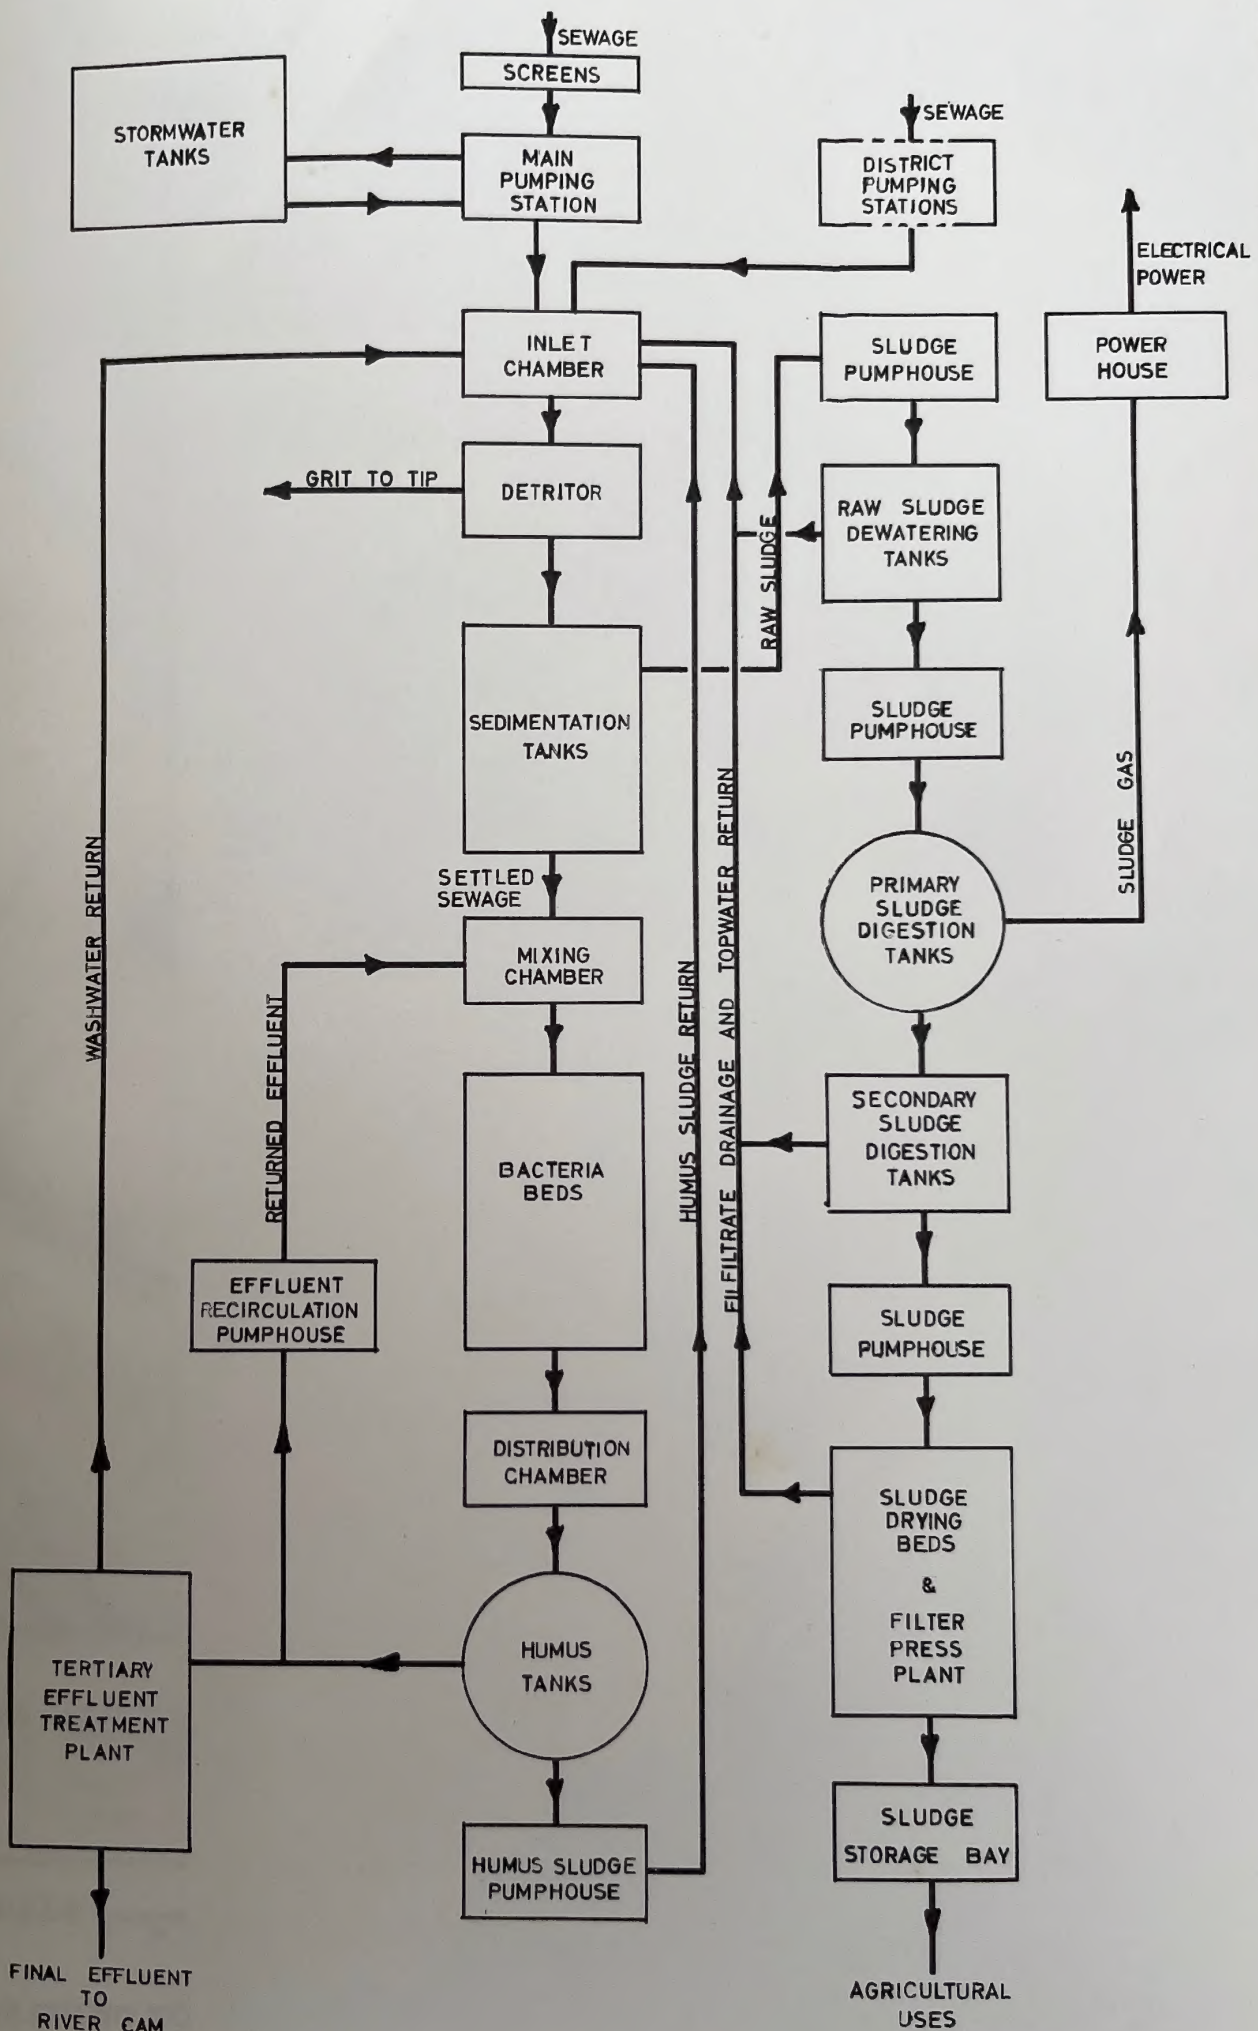 SEWAGE
SCREENS
STORMWATER
TANKS
MAIN
PUMPING
STATION
SEWAGE
DISTRICT
PUMPING
STATIONS
ELECTRICAL
POWER
INLET
CHAMBER
SLUDGE
PUMPHOUSE
POWER
HOUSE
GRIT TO TIP
DETRITOR
RAW SLUDGE
DEWATERING
TANKS
RAW SLUDGE
SEDIMENTATION
TANKS
SLUDGE
PUMPHOUSE
SLUDGE GAS
WASHWATER RETURN
SETTLED
SEWAGE
PRIMARY
SLUDGE
DIGESTION
TANKS
MIXING
CHAMBER
RETURNED EFFLUENT
HUMUS SLUDGE RETURN
FILFILTRATE DRAINAGE AND TOPWATER RETURN
BACTERIA
BEDS
SECONDARY
SLUDGE
DIGESTION
TANKS
EFFLUENT
RECIRCULATION
PUMPHOUSE
SLUDGE
PUMPHOUSE
DISTRIBUTION
CHAMBER
SLUDGE
DRYING
BEDS
&
FILTER
PRESS
PLANT
HUMUS
TANKS
TERTIARY
EFFLUENT
TREATMENT
PLANT
SLUDGE
STORAGE BAY
HUMUS SLUDGE
PUMPHOUSE
FINAL EFFLUENT
TO
RIVER CAM
AGRICULTURAL
USES